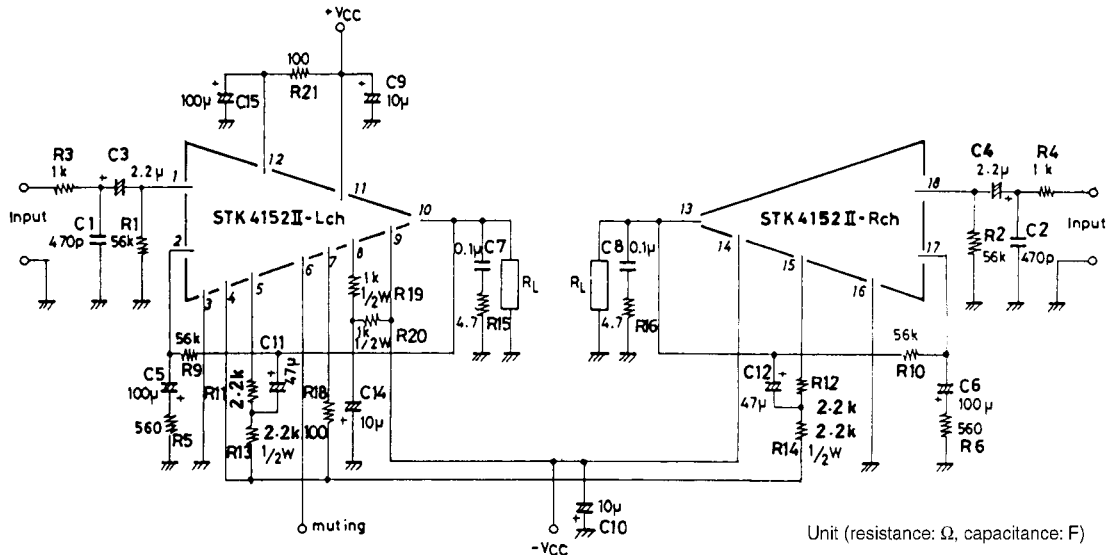 +VCC
100
+
R21
+
C9
10μ
100μ
C15
R3
1k
C3
+
2.2μ
1
12
11
10
STK4152II-Lch
Input
C1
470p
R1
56k
2
3
4
5
6
7
8
9
0.1μ
C7
RL
4.7
R15
1k
1/2W
R19
R20
1k
1/2W
56k
R9
C11
+
47μ
C5
100μ
+
R11
2.2k
R18
C14
+
10μ
560
R5
R13
2.2k
1/2W
100
muting
-VCC
10μ
+
C10
13
14
15
16
17
18
STK4152II-Rch
C8
0.1μ
RL
4.7
R16
C4
2.2μ
+
R4
1k
Input
R2
56k
C2
470p
56k
R10
C12
+
47μ
R12
2.2k
2.2k
R14
1/2W
C6
+
100μ
560
R6
Unit (resistance: Ω, capacitance: F)